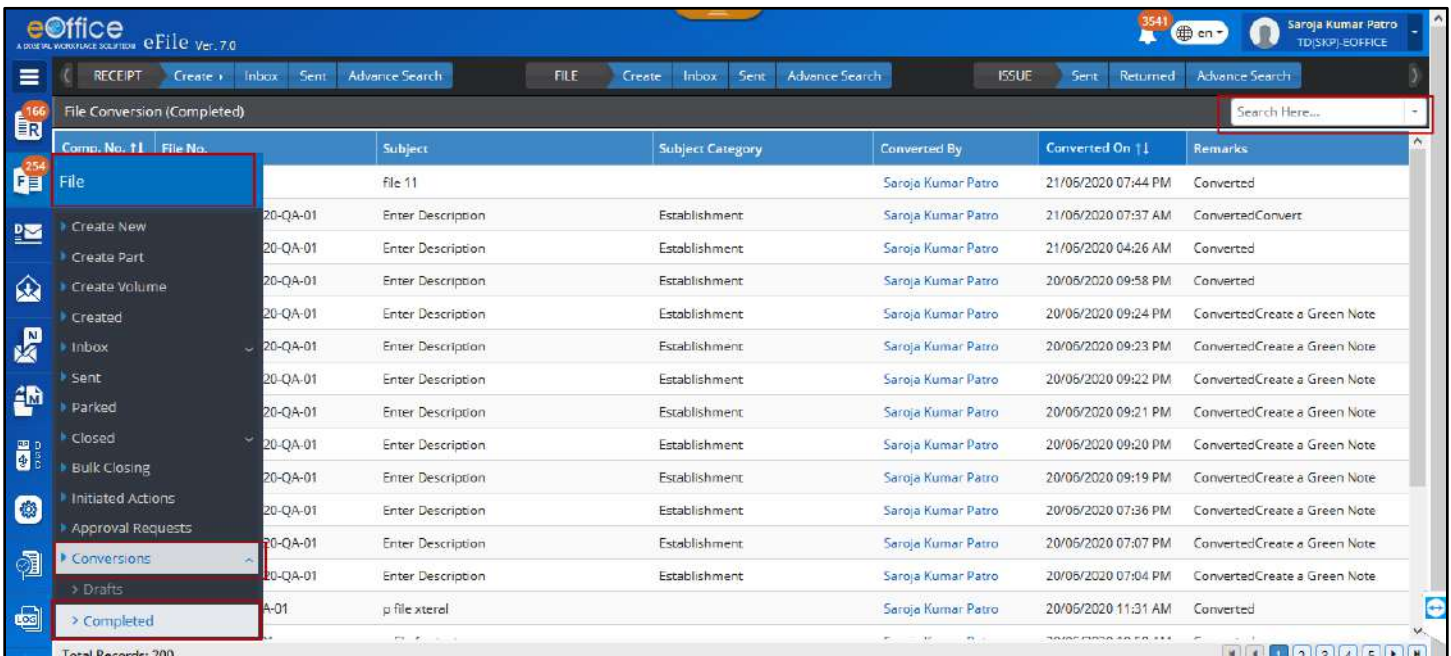 eOffice
A DIGITAL WORKPLACE SOLUTION eFile Ver. 7.0
3541 en
Saroja Kumar Patro
TD(SKP)-EOFFICE
RECEIPT Create Inbox Sent Advance Search FILE Create Inbox Sent Advance Search ISSUE Sent Returned Advance Search
166 R File Conversion (Completed) Search Here...
Comp. No. File No. Subject Subject Category Converted By Converted On Remarks
254 F File file 11 Saroja Kumar Patro 21/06/2020 07:44 PM Converted
D Create New 20-QA-01 Enter Description Establishment Saroja Kumar Patro 21/06/2020 07:37 AM ConvertedConvert
Create Part 20-QA-01 Enter Description Establishment Saroja Kumar Patro 21/06/2020 04:26 AM Converted
Create Volume 20-QA-01 Enter Description Establishment Saroja Kumar Patro 20/06/2020 09:58 PM Converted
Created 20-QA-01 Enter Description Establishment Saroja Kumar Patro 20/06/2020 09:24 PM ConvertedCreate a Green Note
N Inbox 20-QA-01 Enter Description Establishment Saroja Kumar Patro 20/06/2020 09:23 PM ConvertedCreate a Green Note
Sent 20-QA-01 Enter Description Establishment Saroja Kumar Patro 20/06/2020 09:22 PM ConvertedCreate a Green Note
M Parked 20-QA-01 Enter Description Establishment Saroja Kumar Patro 20/06/2020 09:21 PM ConvertedCreate a Green Note
DSC Closed 20-QA-01 Enter Description Establishment Saroja Kumar Patro 20/06/2020 09:20 PM ConvertedCreate a Green Note
Bulk Closing 20-QA-01 Enter Description Establishment Saroja Kumar Patro 20/06/2020 09:19 PM ConvertedCreate a Green Note
Initiated Actions 20-QA-01 Enter Description Establishment Saroja Kumar Patro 20/06/2020 07:36 PM ConvertedCreate a Green Note
Approval Requests
Conversions 20-QA-01 Enter Description Establishment Saroja Kumar Patro 20/06/2020 07:07 PM ConvertedCreate a Green Note
> Drafts 20-QA-01 Enter Description Establishment Saroja Kumar Patro 20/06/2020 07:04 PM ConvertedCreate a Green Note
LOG > Completed A-01 p file xteral Saroja Kumar Patro 20/06/2020 11:31 AM Converted
Total Records: 200 1 2 3 4 5